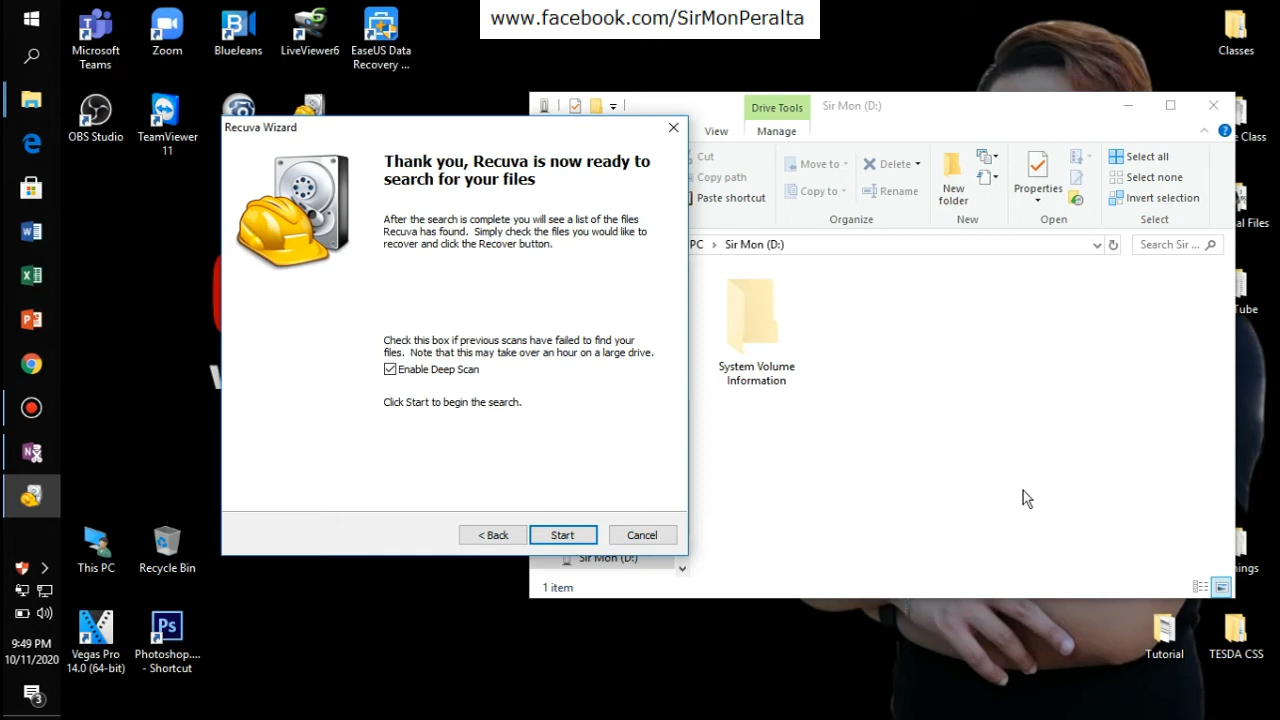 www.facebook.com/SirMonPeralta
Microsoft
Teams
Zoom
BlueJeans
LiveViewer6
EaseUS Data
Recovery ...
Classes
OBS Studio
TeamViewer
11
e Class
al Files
Tube
nings
Recuva Wizard
Thank you, Recuva is now ready to
search for your files
After the search is complete you will see a list of the files
Recuva has found. Simply check the files you would like to
recover and click the Recover button.
Check this box if previous scans have failed to find your
files. Note that this may take over an hour on a large drive.
Enable Deep Scan
Click Start to begin the search.
< Back
Start
Cancel
Drive Tools
Sir Mon (D:)
View
Manage
Cut
Copy path
Paste shortcut
Move to
Copy to
Delete
Rename
Organize
New
folder
New
Properties
Open
Select all
Select none
Invert selection
Select
PC > Sir Mon (D:)
Search Sir ...
System Volume
Information
Sir Mon (D:)
1 item
This PC
Recycle Bin
Vegas Pro
14.0 (64-bit)
Photoshop....
- Shortcut
Tutorial
TESDA CSS
9:49 PM
10/11/2020
3